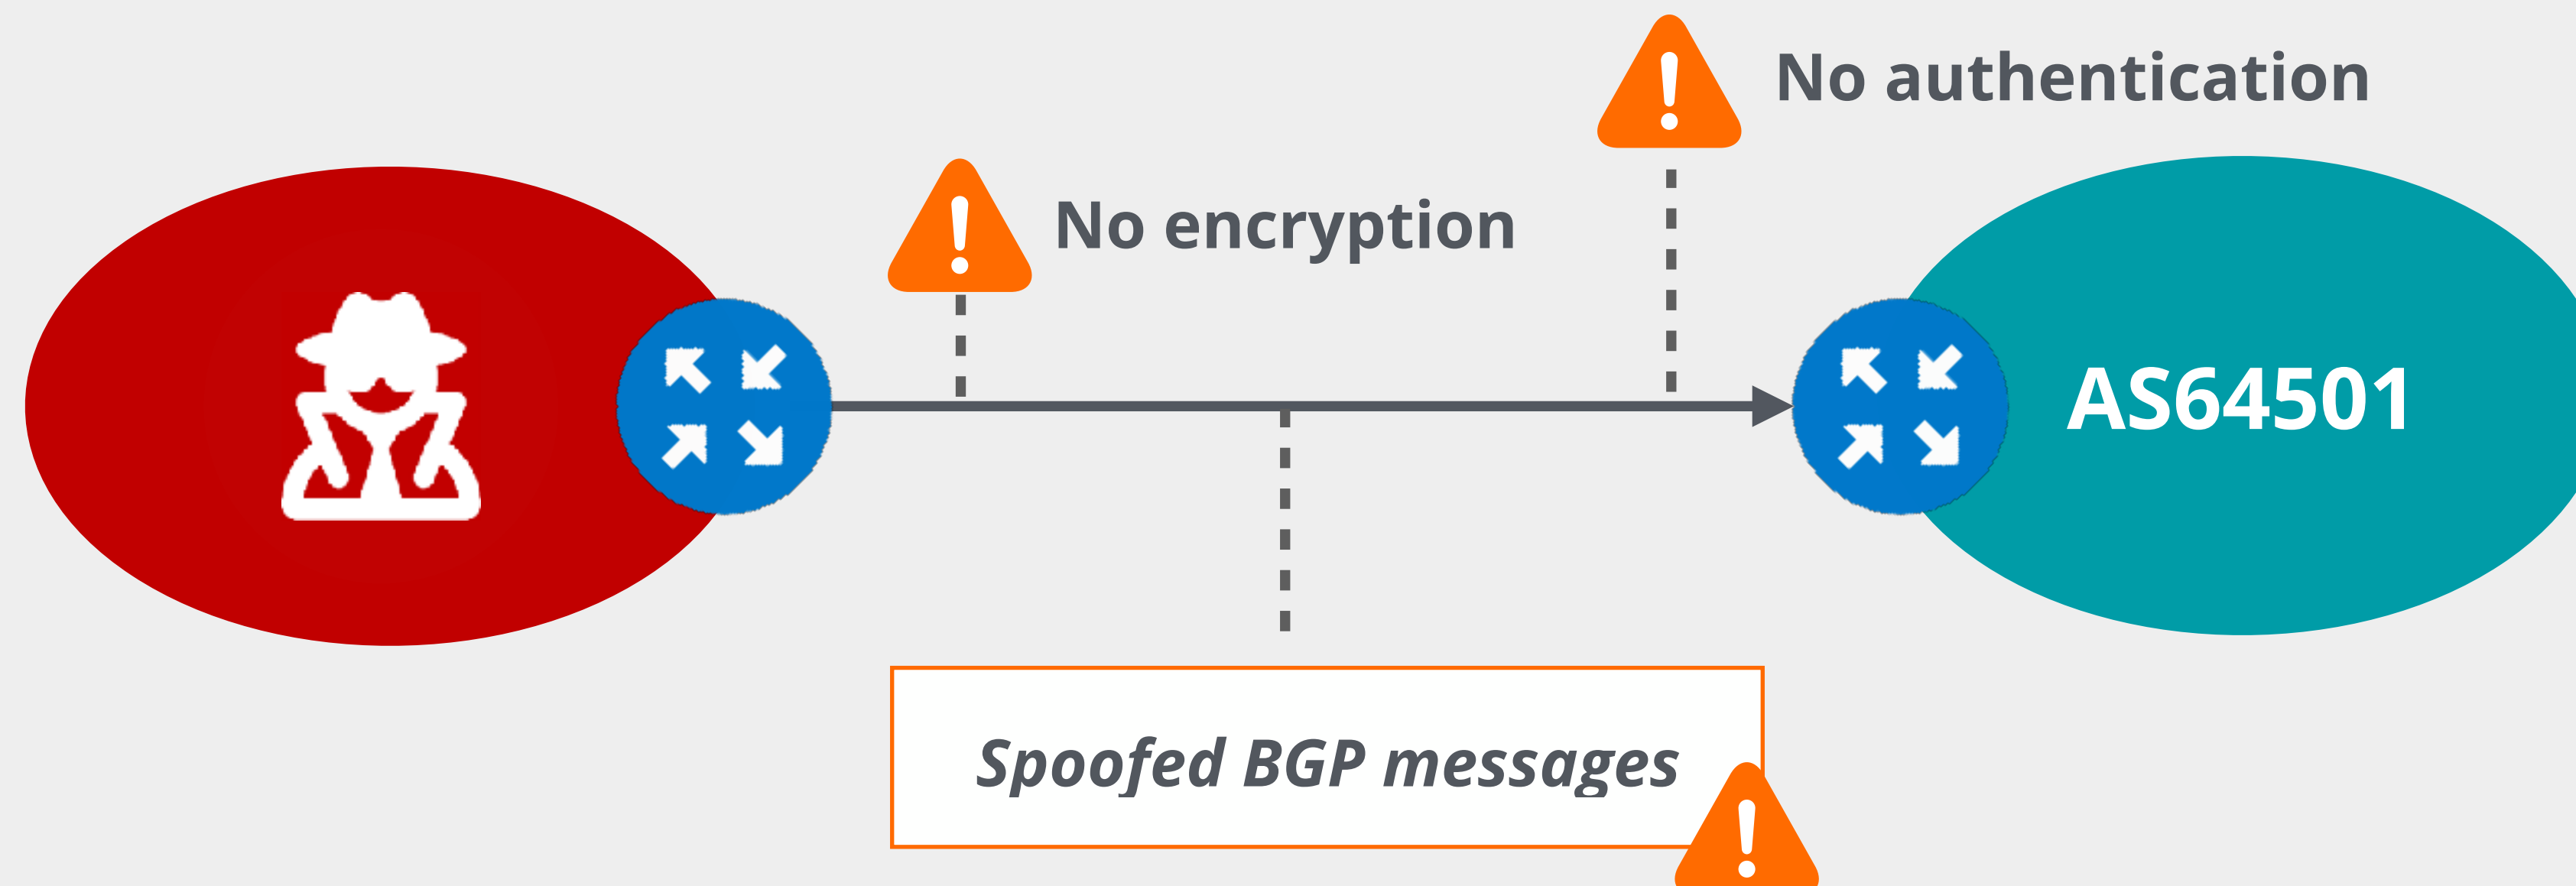 No authentication
No encryption
AS64501
Spoofed BGP messages